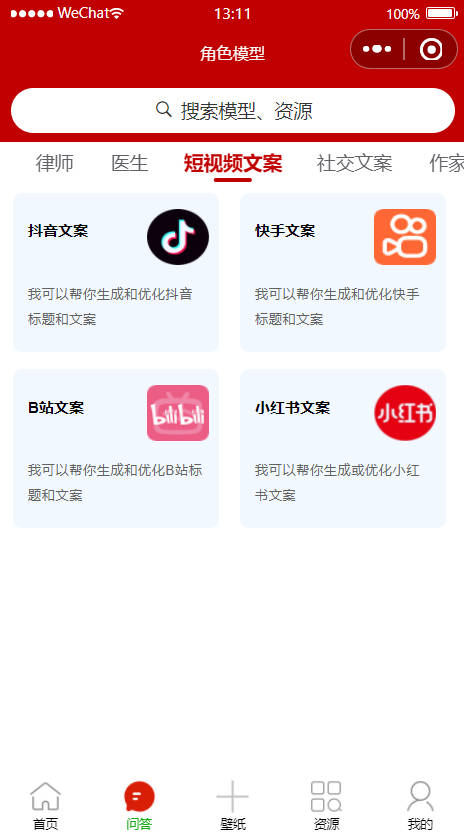 WeChat 13:11 100%
角色模型
搜索模型、资源
律师 医生 短视频文案 社交文案 作家
抖音文案
我可以帮你生成和优化抖音
标题和文案
快手文案
我可以帮你生成和优化快手
标题和文案
B站文案
bilibili
我可以帮你生成和优化B站标
题和文案
小红书文案
小红书
我可以帮你生成或优化小红
书文案
首页 问答 壁纸 资源 我的